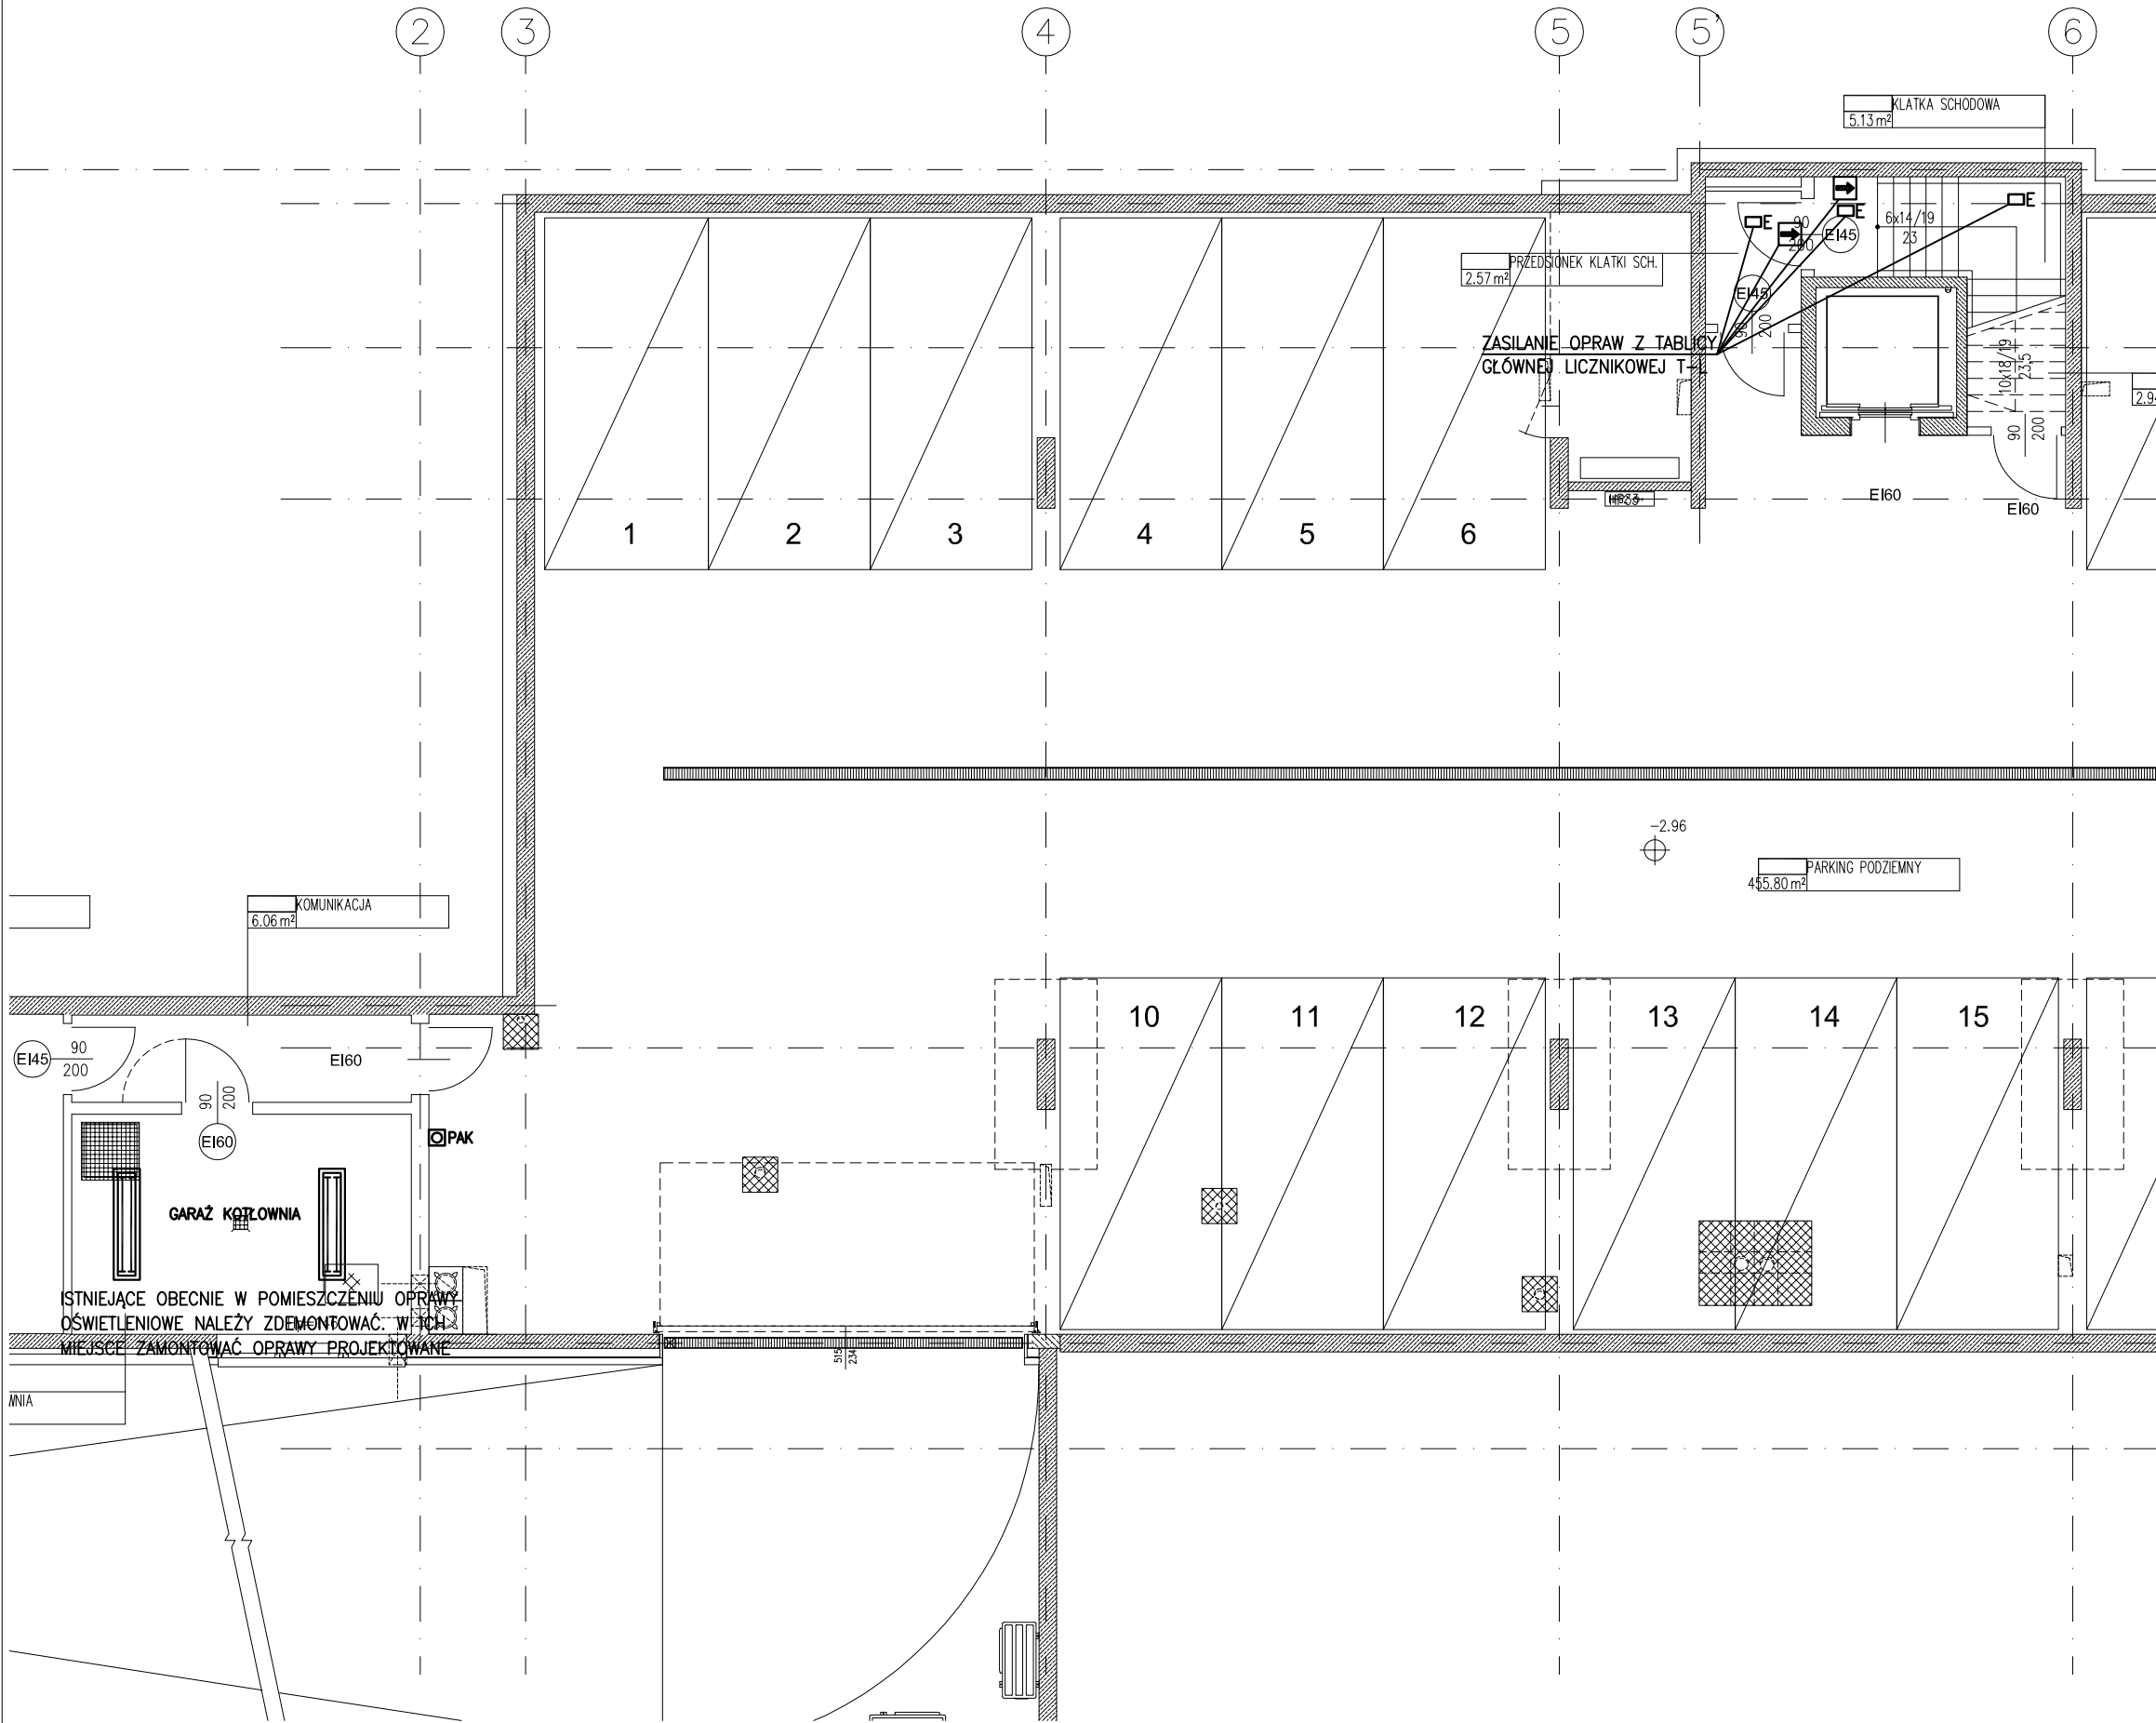 2
3
4
5
5'
6
KLATKA SCHODOWA
5.13 m²
E
E
E
90
200
EI45
6x14/19
23
PRZEDSIONEK KLATKI SCH.
2.57 m²
EI45
90
200
ZASILANIE OPRAW Z TABLICY
GŁÓWNEJ LICZNIKOWEJ T-L
10x18/19
23,5
90
200
EI60
EI60
1
2
3
4
5
6
-2.96
PARKING PODZIEMNY
455.80 m²
KOMUNIKACJA
6.06 m²
10
11
12
13
14
15
EI45
90
200
EI60
90
200
EI60
PAK
GARAŻ KOTŁOWNIA
ISTNIEJĄCE OBECNIE W POMIESZCZENIU OPRAWY
OŚWIETLENIOWE NALEŻY ZDEMONTOWAĆ. W ICH
MIEJSCE ZAMONTOWAĆ OPRAWY PROJEKTOWANE
515
234
WNIA